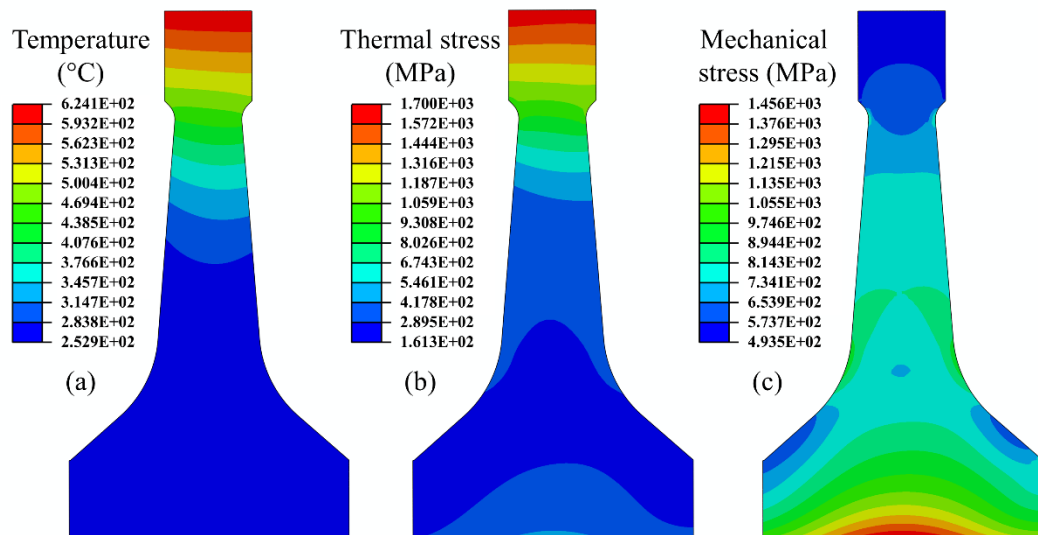 Temperature
(°C)
6.241E+02
5.932E+02
5.623E+02
5.313E+02
5.004E+02
4.694E+02
4.385E+02
4.076E+02
3.766E+02
3.457E+02
3.147E+02
2.838E+02
2.529E+02
(a)
Thermal stress
(MPa)
1.700E+03
1.572E+03
1.444E+03
1.316E+03
1.187E+03
1.059E+03
9.308E+02
8.026E+02
6.743E+02
5.461E+02
4.178E+02
2.895E+02
1.613E+02
(b)
Mechanical
stress (MPa)
1.456E+03
1.376E+03
1.295E+03
1.215E+03
1.135E+03
1.055E+03
9.746E+02
8.944E+02
8.143E+02
7.341E+02
6.539E+02
5.737E+02
4.935E+02
(c)